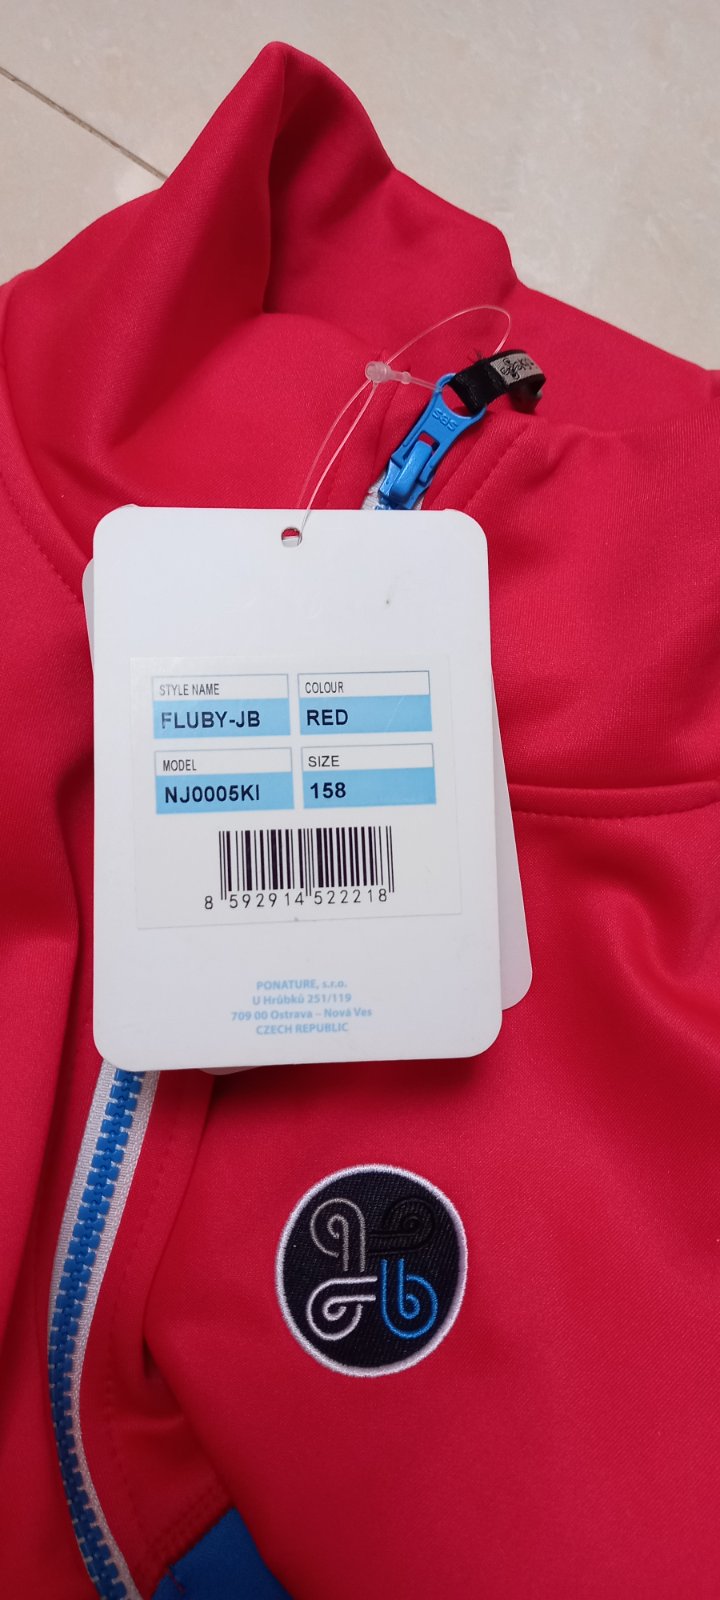 sas
STYLE NAME
FLUBY-JB
COLOUR
RED
MODEL
NJ0005KI
SIZE
158
8 592914 522218
PONATURE, s.r.o.
U Hrůbků 251/119
709 00 Ostrava – Nová Ves
CZECH REPUBLIC